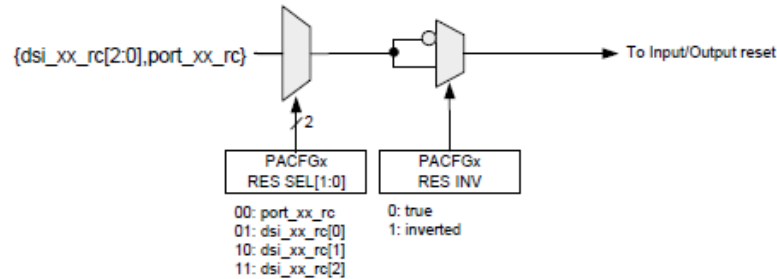 {dsi_xx_rc[2:0],port_xx_rc}
To Input/Output reset
2
PACFGx
RES SEL[1:0]
PACFGx
RES INV
00: port_xx_rc
01: dsi_xx_rc[0]
10: dsi_xx_rc[1]
11: dsi_xx_rc[2]
0: true
1: inverted